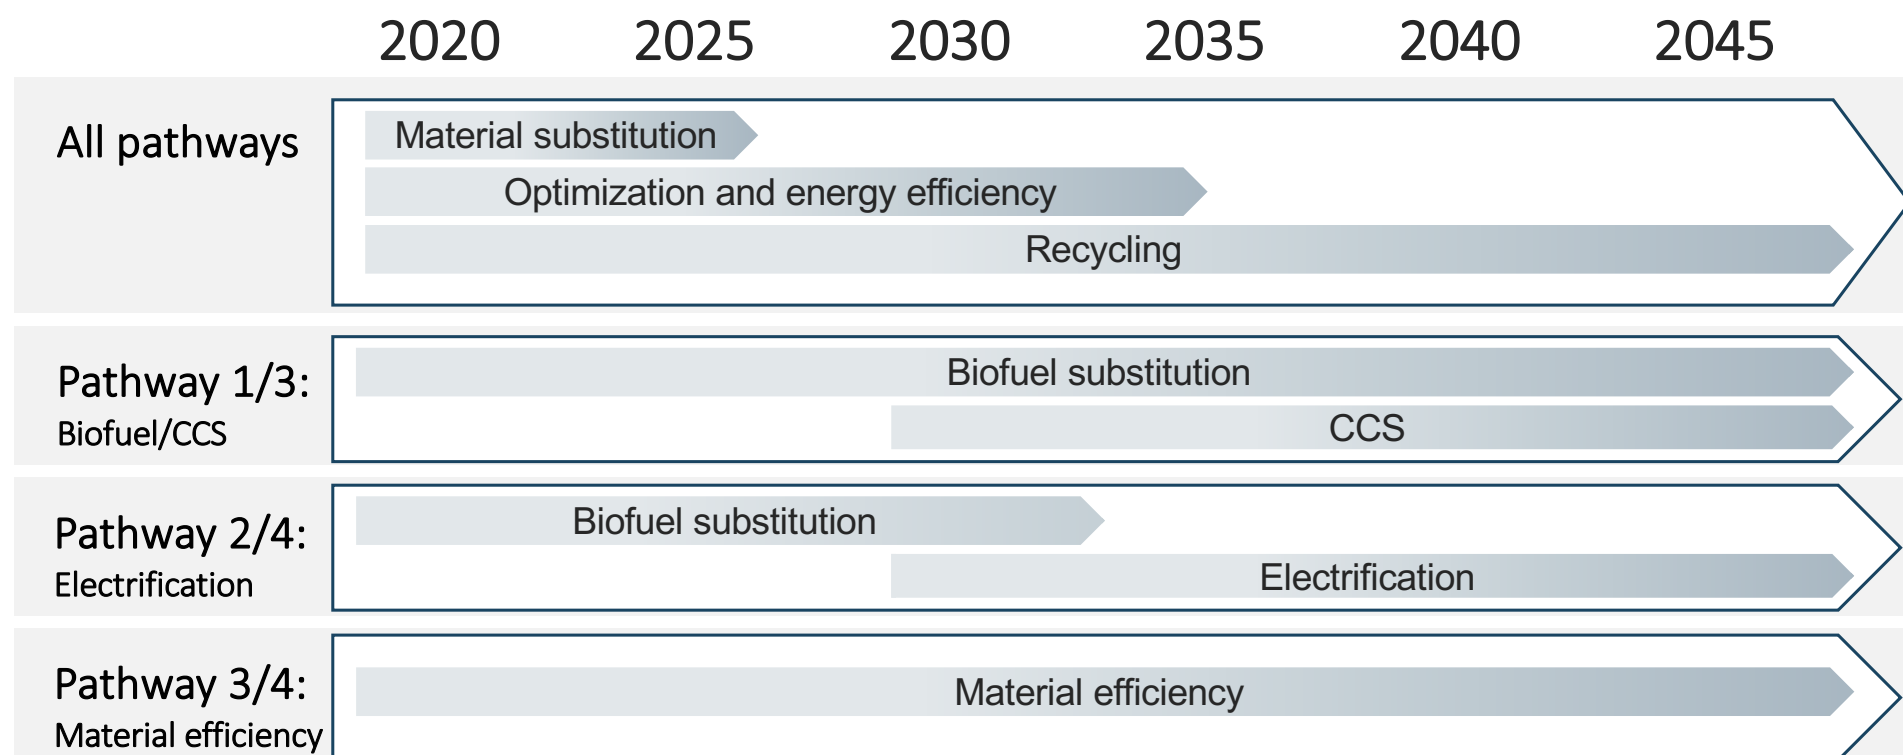 2020 2025 2030 2035 2040 2045
All pathways
Material substitution
Optimization and energy efficiency
Recycling
Pathway 1/3:
Biofuel/CCS
Biofuel substitution
CCS
Pathway 2/4:
Electrification
Biofuel substitution
Electrification
Pathway 3/4:
Material efficiency
Material efficiency